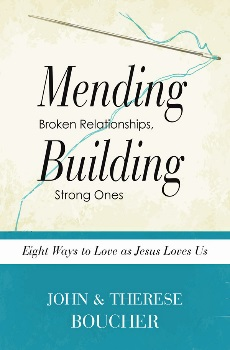 Mending
Broken Relationships,
Building
Strong Ones
Eight Ways to Love as Jesus Loves Us
JOHN & THERESE
BOUCHER